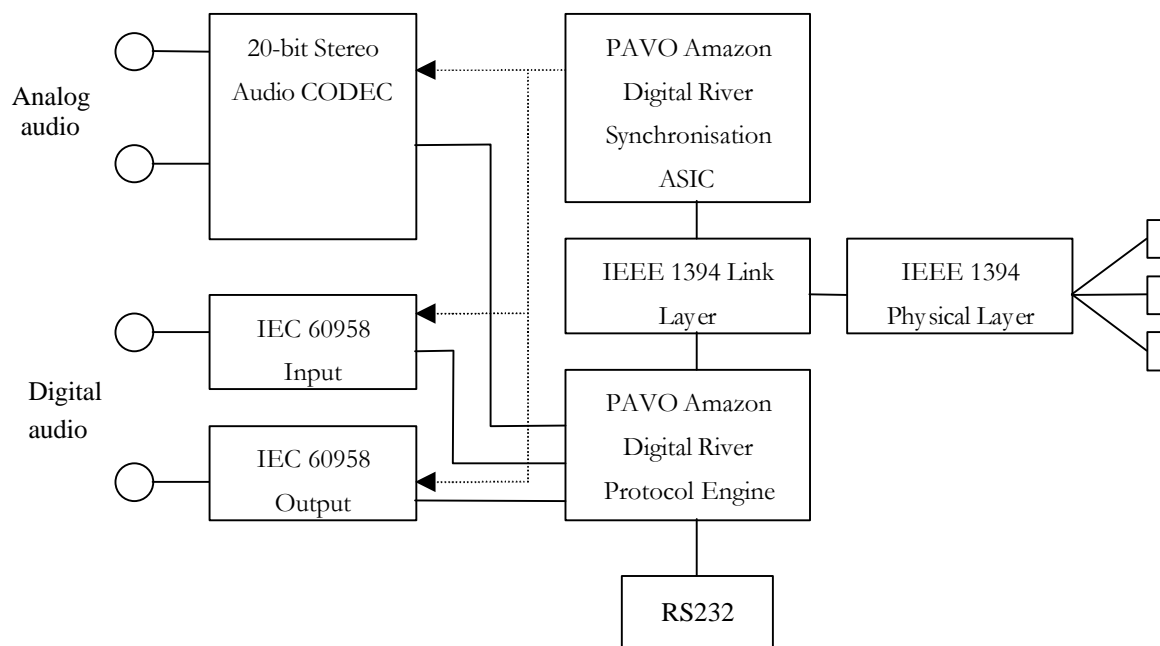 Analog
audio
20-bit Stereo
Audio CODEC
PAVO Amazon
Digital River
Synchronisation
ASIC
IEEE 1394 Link
Layer
IEEE 1394
Physical Layer
Digital
audio
IEC 60958
Input
IEC 60958
Output
PAVO Amazon
Digital River
Protocol Engine
RS232